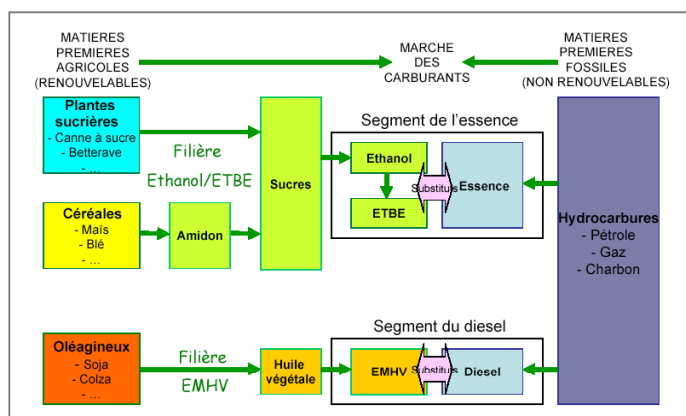 MATIERES
PREMIERES
AGRICOLES
(RENOUVELABLES)
MARCHE
DES
CARBURANTS
MATIERES
PREMIERES
FOSSILES
(NON RENOUVELABLES)
Plantes
sucrières
- Canne à sucre
- Betterave
- ...
Filière
Ethanol/ETBE
Céréales
- Maïs
- Blé
- ...
Amidon
Sucres
Segment de l'essence
Ethanol
ETBE
Substituts
Essence
Hydrocarbures
- Pétrole
- Gaz
- Charbon
Oléagineux
- Soja
- Colza
- ...
Filière
EMHV
Huile
végétale
Segment du diesel
EMHV
Substituts
Diesel